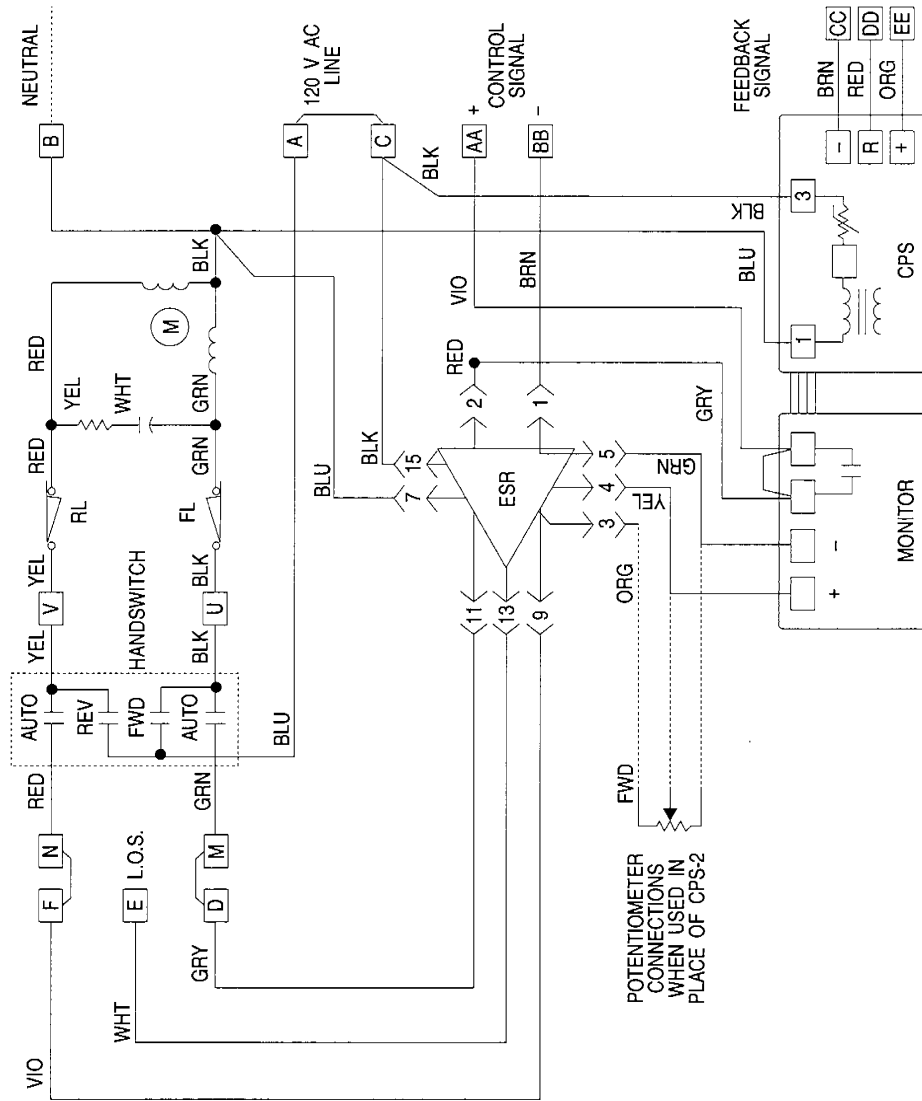 NEUTRAL
VIO
RED
AUTO
YEL
YEL
RED
RED
F
N
V
B
RL
YEL
REV
WHT
WHT
E
L.O.S.
FWD
HANDSWITCH
M
GRY
GRN
AUTO
BLK
BLK
FL
GRN
GRN
BLK
D
M
U
BLU
A
120 V AC
LINE
BLU
BLK
C
7
15
BLK
11
13
9
ESR
RED
VIO
AA
+
CONTROL
SIGNAL
2
1
BRN
BB
−
3
4
5
ORG
YEL
GRN
FWD
POTENTIOMETER
CONNECTIONS
WHEN USED IN
PLACE OF CPS-2
GRY
BLU
BLK
FEEDBACK
SIGNAL
+
−
1
3
MONITOR
CPS
−
R
+
BRN
RED
ORG
CC
DD
EE